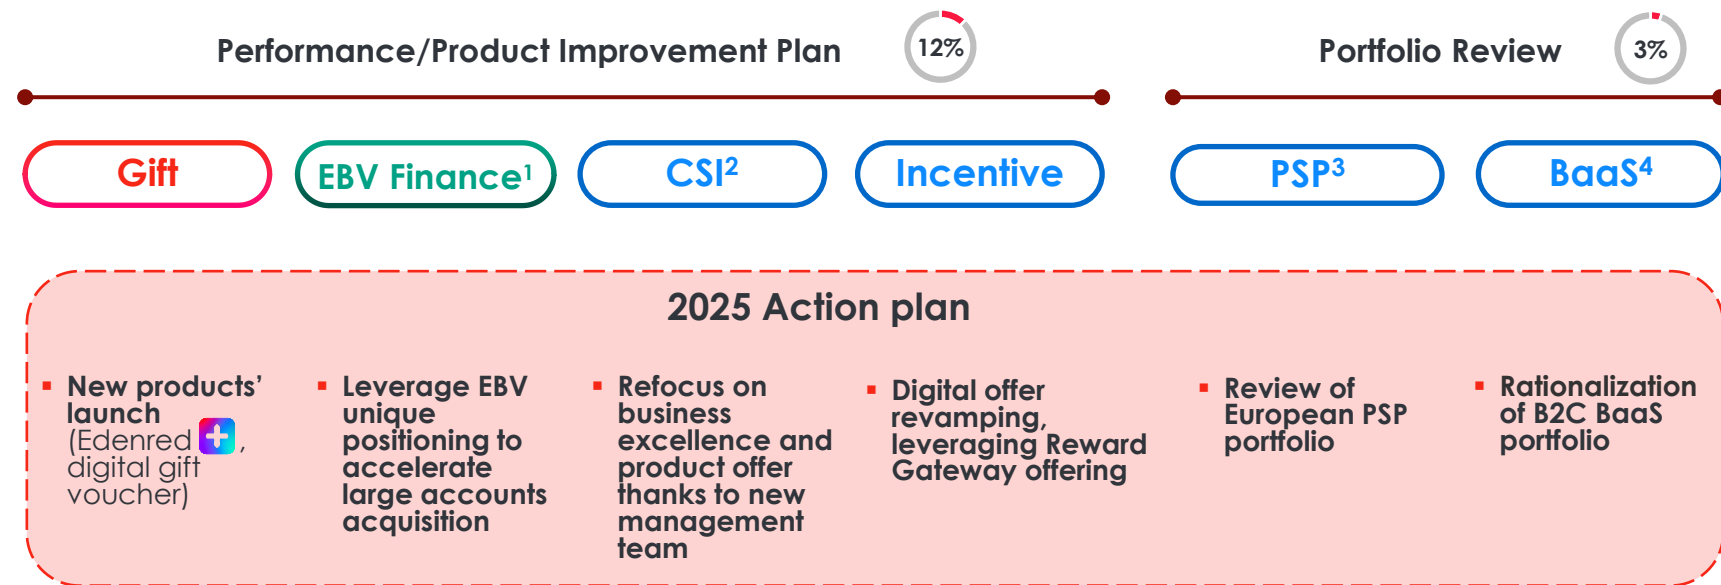 Performance/Product Improvement Plan
12%
Portfolio Review
3%
Gift
EBV Finance¹
CSI²
Incentive
PSP³
BaaS⁴
2025 Action plan
▪ New products’
launch
(Edenred +,
digital gift
voucher)
▪ Leverage EBV
unique
positioning to
accelerate
large accounts
acquisition
▪ Refocus on
business
excellence and
product offer
thanks to new
management
team
▪ Digital offer
revamping,
leveraging Reward
Gateway offering
▪ Review of
European PSP
portfolio
▪ Rationalization
of B2C BaaS
portfolio